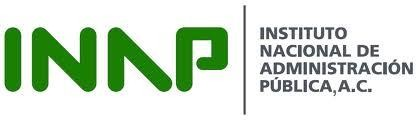 INAP
INSTITUTO
NACIONAL DE
ADMINISTRACIÓN
PÚBLICA, A.C.